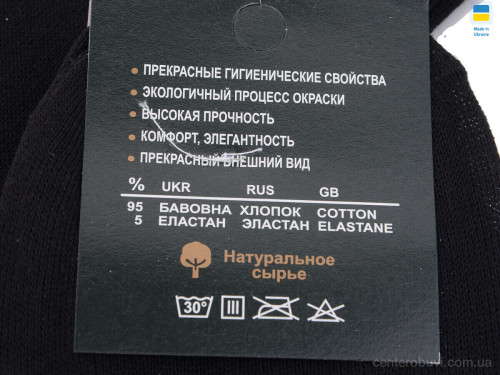 Made in
Ukraine
• ПРЕКРАСНЫЕ ГИГИЕНИЧЕСКИЕ СВОЙСТВА
• ЭКОЛОГИЧНЫЙ ПРОЦЕСС ОКРАСКИ
• ВЫСОКАЯ ПРОЧНОСТЬ
• КОМФОРТ, ЭЛЕГАНТНОСТЬ
• ПРЕКРАСНЫЙ ВНЕШНИЙ ВИД
% UKR RUS GB
95 БАВОВНА ХЛОПОК COTTON
5 ЕЛАСТАН ЭЛАСТАН ELASTANE
Натуральное
сырье
30°
centerobuvi.com.ua